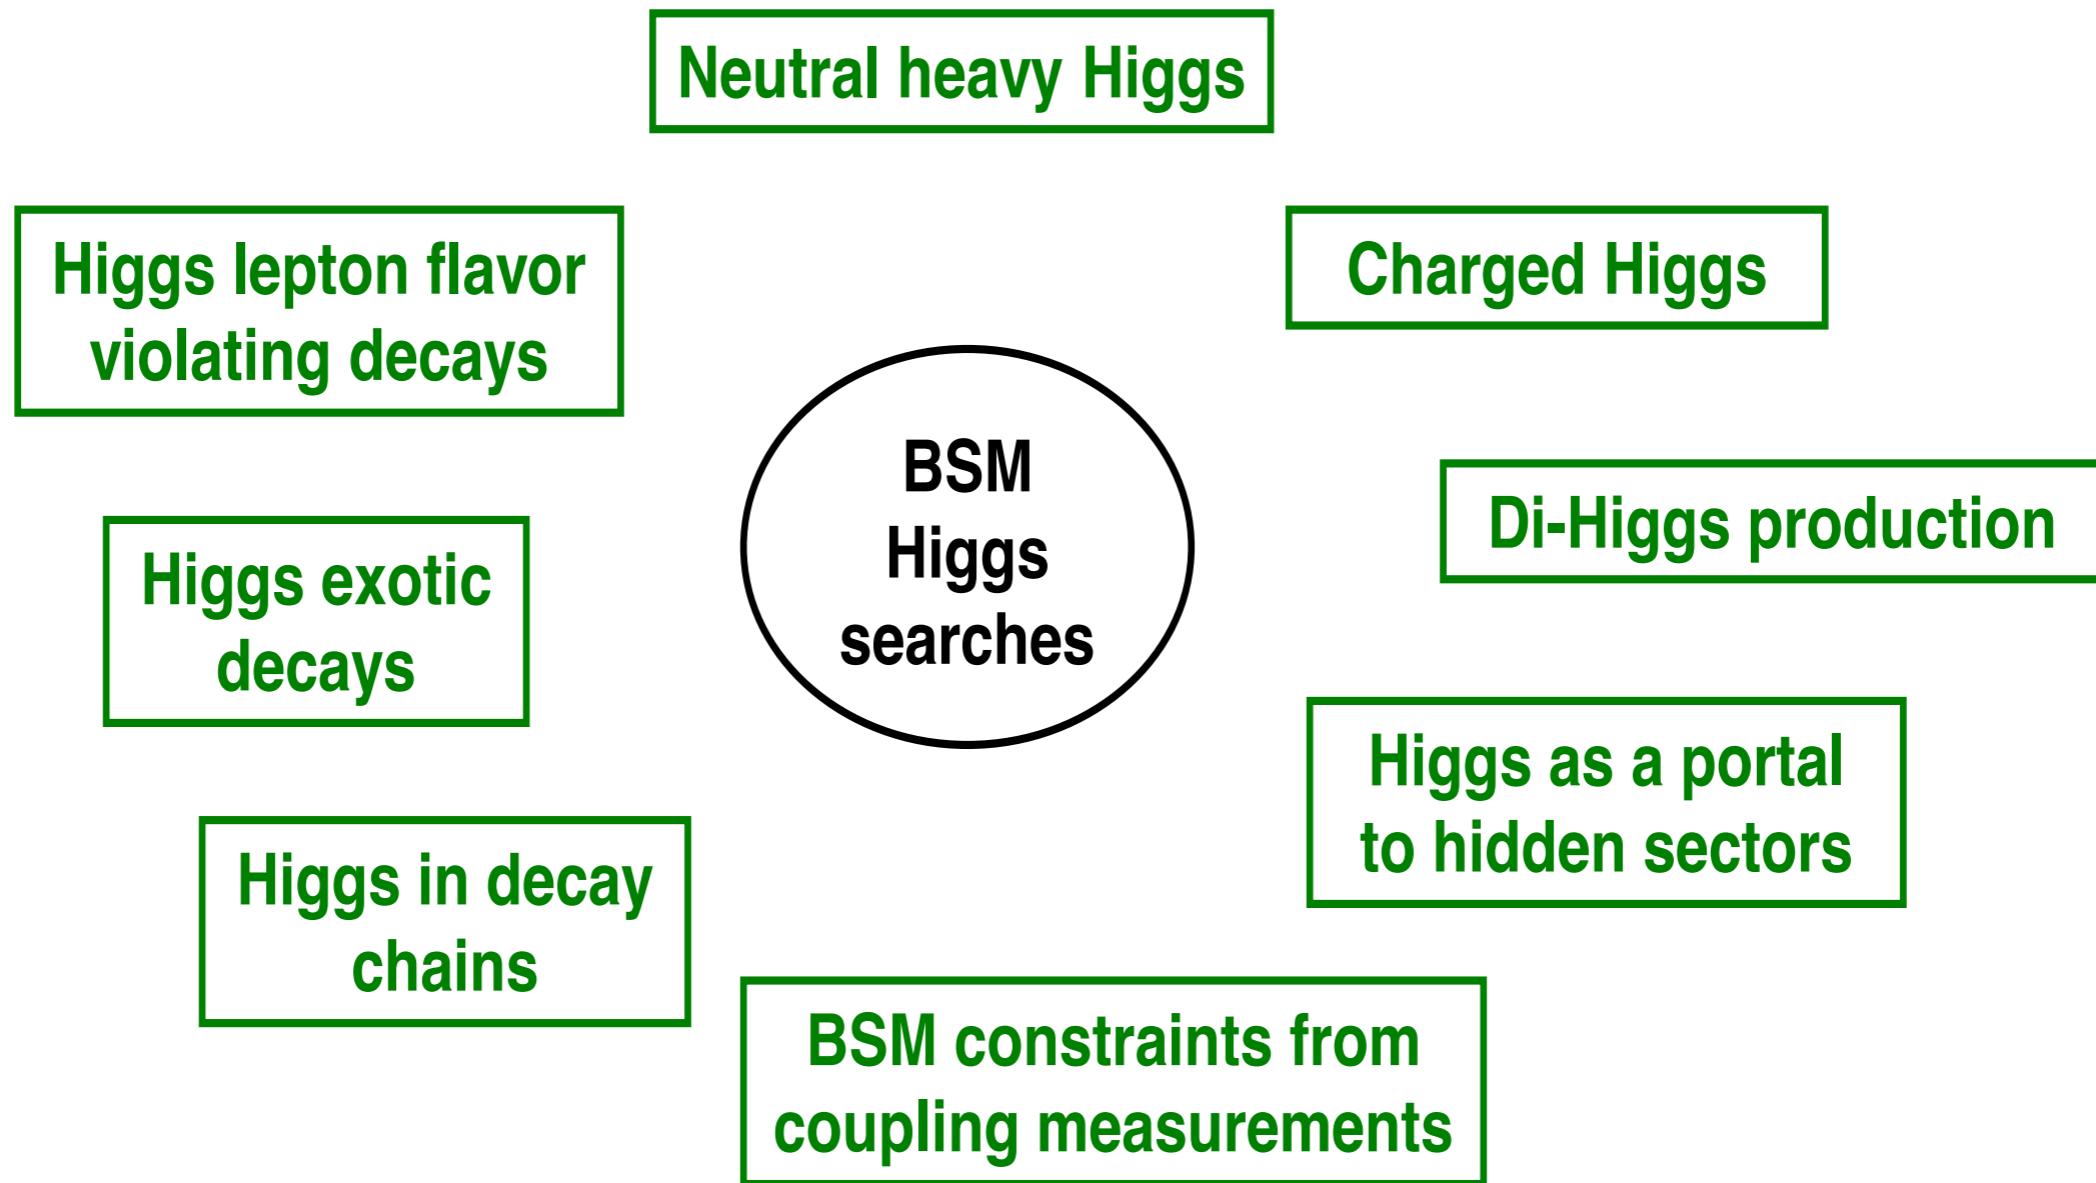 Neutral heavy Higgs
Higgs lepton flavor
violating decays
Charged Higgs
BSM
Higgs
searches
Di-Higgs production
Higgs exotic
decays
Higgs as a portal
to hidden sectors
Higgs in decay
chains
BSM constraints from
coupling measurements